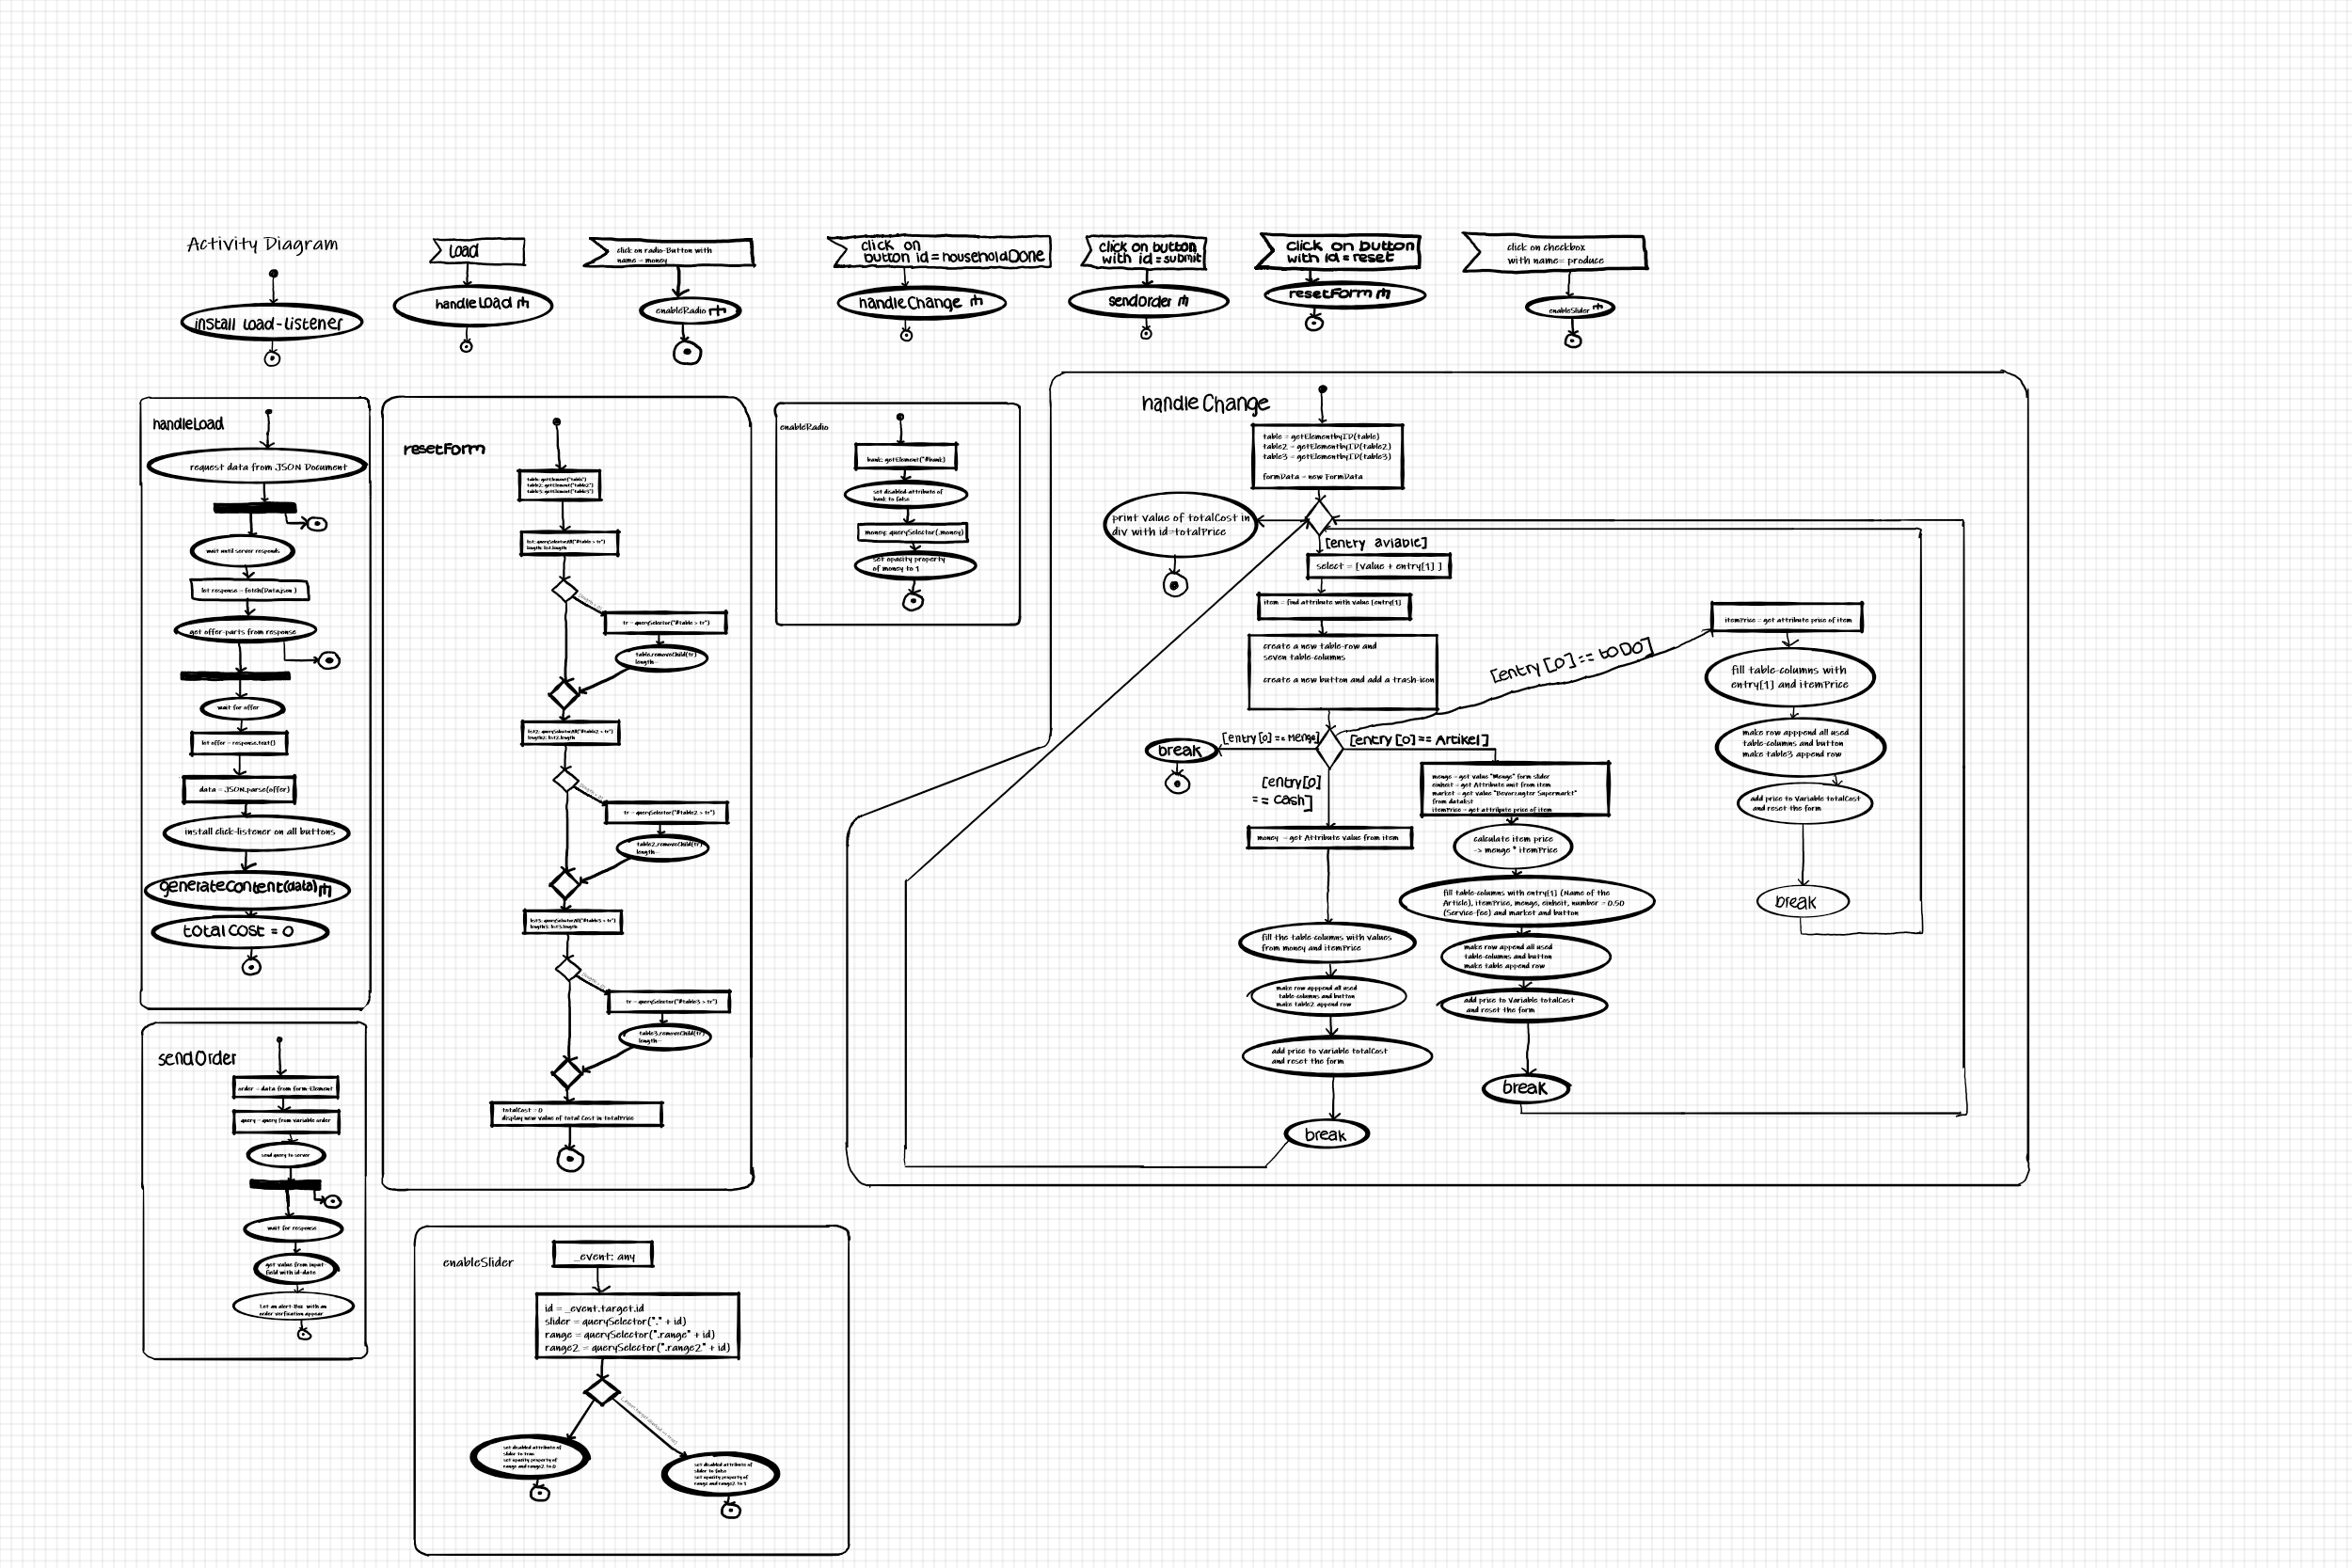 Activity Diagram
install load-listener
Load
handleLoad
click on radio-Button with
name = money
enableRadio
click on
button id = householdDone
handleChange
click on button
with id = submit
sendOrder
click on button
with id = reset
resetForm
click on checkbox
with name= produce
enableSlider
handleLoad
request data from JSON Document
wait until server responds
let response = fetch(Data.json )
get offer-parts from response
wait for offer
let offer = response.text()
data = JSON.parse(offer)
install click-listener on all buttons
generateContent(data)
total cost = 0
sendOrder
order = data from form-Element
query = query from variable order
send query to server
wait for response
get value from input-
field with id=date
Let an alert-Box with an
order verification appear
resetForm
table: getElement("table")
table2: getElement("table2")
table3: getElement("table3")
list: querySelectorAll("#table > tr")
length: list.length
tr = querySelector("#table > tr")
table.removeChild(tr)
length--
list2: querySelectorAll("#table2 > tr")
length2: list2.length
tr = querySelector("#table2 > tr")
table2.removeChild(tr)
length--
list3: querySelectorAll("#table3 > tr")
length3: list3.length
tr = querySelector("#table3 > tr")
table3.removeChild(tr)
length--
totalCost = 0
display new value of total Cost in totalPrice
enableRadio
bank: getElement("#bank)
set disabled-attribute of
bank to false
money: querySelector(.money)
set opacity property
of money to 1
handleChange
table = getElementbyID(table)
table2 = getElementbyID(table2)
table3 = getElementbyID(table3)
formData = new FormData
print value of totalCost in
div with id=totalPrice
[entry aviable]
select = [value + entry[1] ]
item = find attribute with value [entry[1]
create a new table-row and
seven table-columns
create a new button and add a trash-icon
[entry[0] == toDo]
[entry[0] == Menge]
break
[entry[0] == Artikel]
[entry[0]
== cash]
money = get Attribute value from item
fill the table-columns with values
from money and itemPrice
make row apppend all used
table-columns and button
make table2 append row
add price to Variable totalCost
and reset the form
break
menge = get value "Menge" form slider
einheit = get Attribute unit from item
market = get value "Bevorzugter Supermarkt"
from datalist
itemPrice = get attribute price of item
calculate item price
-> menge * itemPrice
fill table-columns with entry[1] (Name of the
Article), itemPrice, menge, einheit, number = 0.50
(Service-fee) and market and button
make row append all used
table-columns and button
make table append row
add price to Variable totalCost
and reset the form
break
itemPrice = get attribute price of item
fill table-columns with
entry[1] and itemPrice
make row apppend all used
table-columns and button
make table3 append row
add price to Variable totalCost
and reset the form
break
enableSlider
_event: any
id = _event.target.id
slider = querySelector("." + id)
range = querySelector(".range" + id)
range2 = querySelector(".range2" + id)
set disabled attribute of
slider to true
set opacity property of
range and range2 to 0
set disabled attribute of
slider to false
set opacity property of
range and range2 to 1